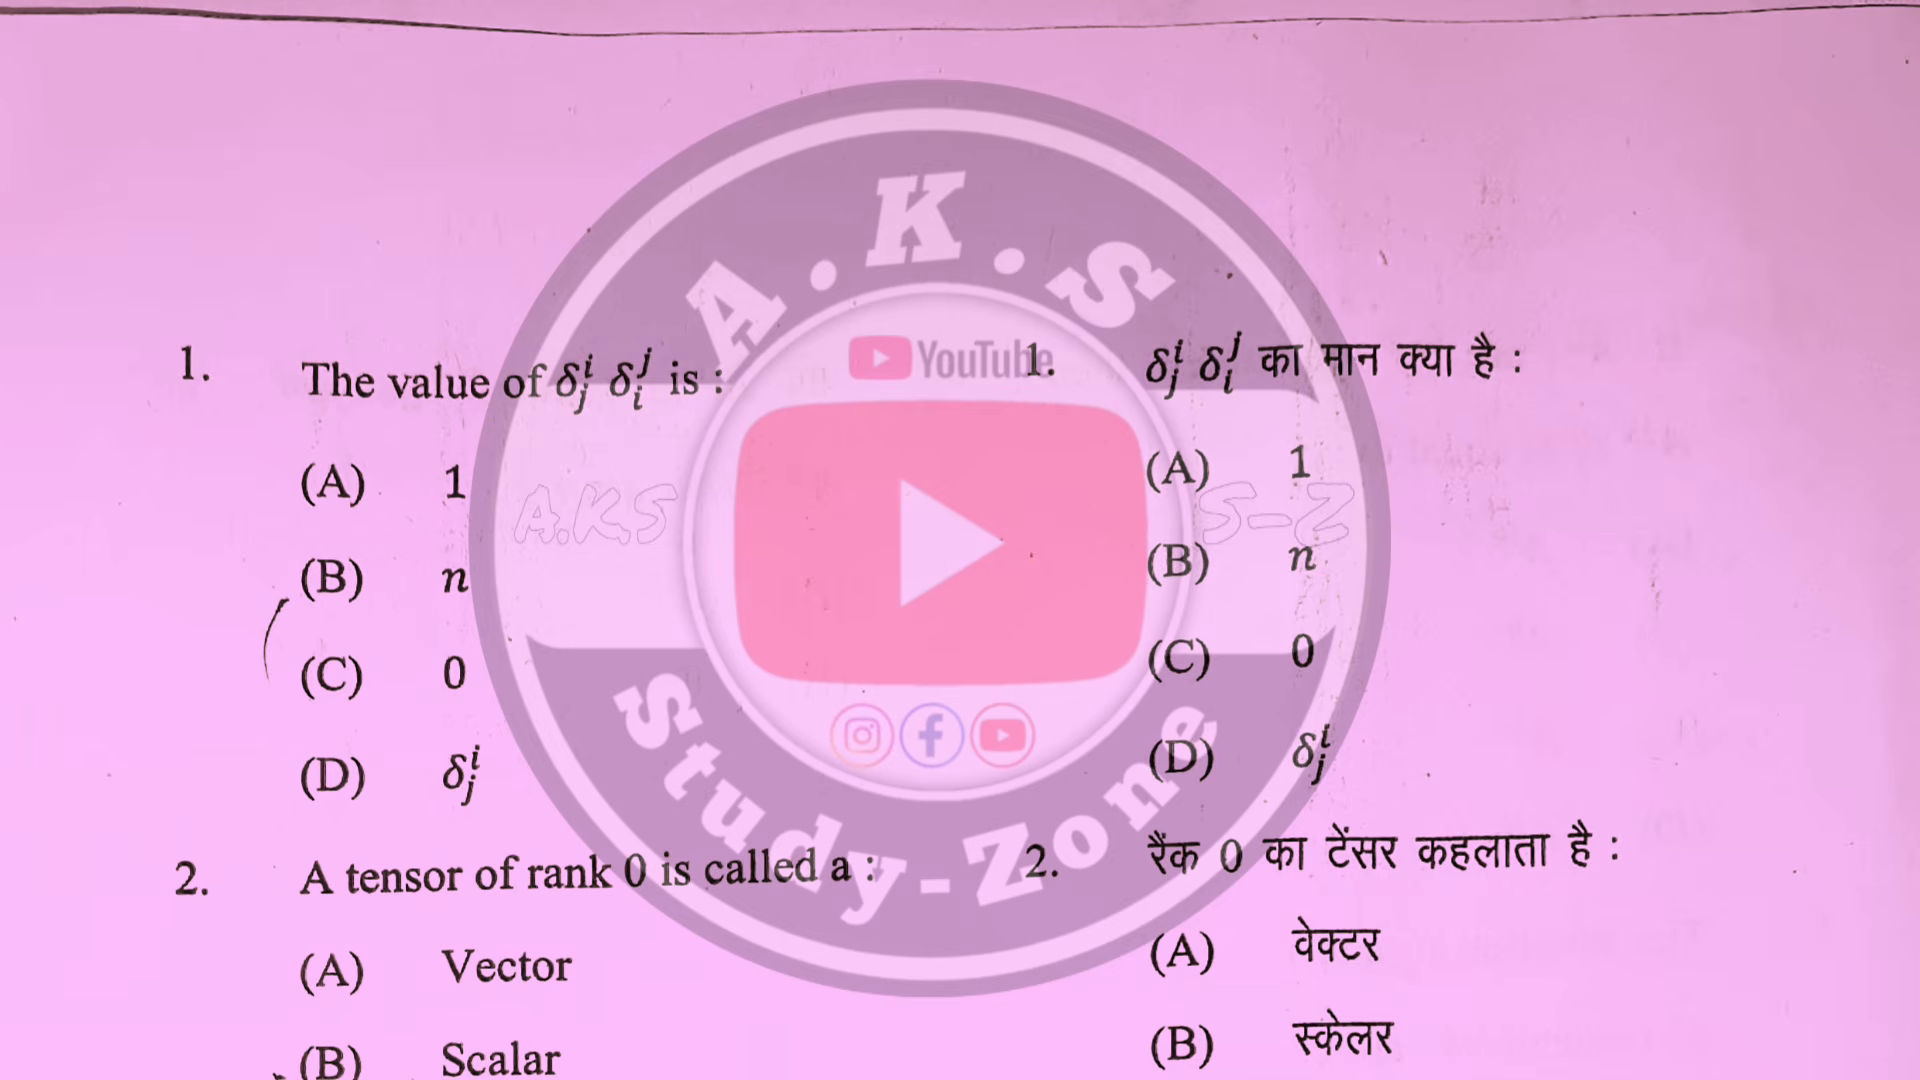 A.K.S
YouTube
A.K.S
S-Z
Study-Zone
1. The value of δᵢⱼ δʲᵢ is :
(A) 1
(B) n
(C) 0
(D) δⁱⱼ
2. A tensor of rank 0 is called a :
(A) Vector
(B) Scalar
1. δⁱⱼ δʲᵢ का मान क्या है :
(A) 1
(B) n
(C) 0
(D) δⁱⱼ
2. रैंक 0 का टेंसर कहलाता है :
(A) वेक्टर
(B) स्केलर